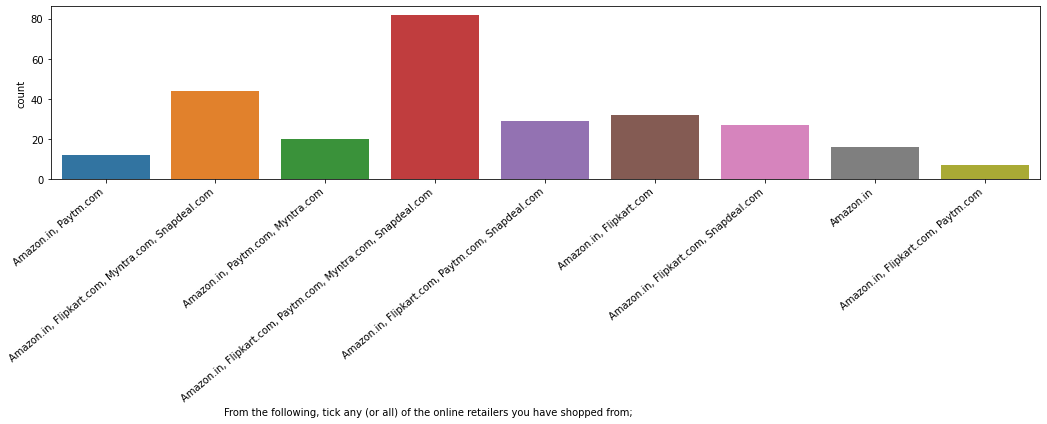 80
60
40
20
0
count
Amazon.in, Paytm.com
Amazon.in, Flipkart.com, Myntra.com, Snapdeal.com
Amazon.in, Paytm.com, Myntra.com
Amazon.in, Flipkart.com, Paytm.com, Myntra.com, Snapdeal.com
Amazon.in, Flipkart.com, Paytm.com, Snapdeal.com
Amazon.in, Flipkart.com
Amazon.in, Flipkart.com, Snapdeal.com
Amazon.in
Amazon.in, Flipkart.com, Paytm.com
From the following, tick any (or all) of the online retailers you have shopped from;